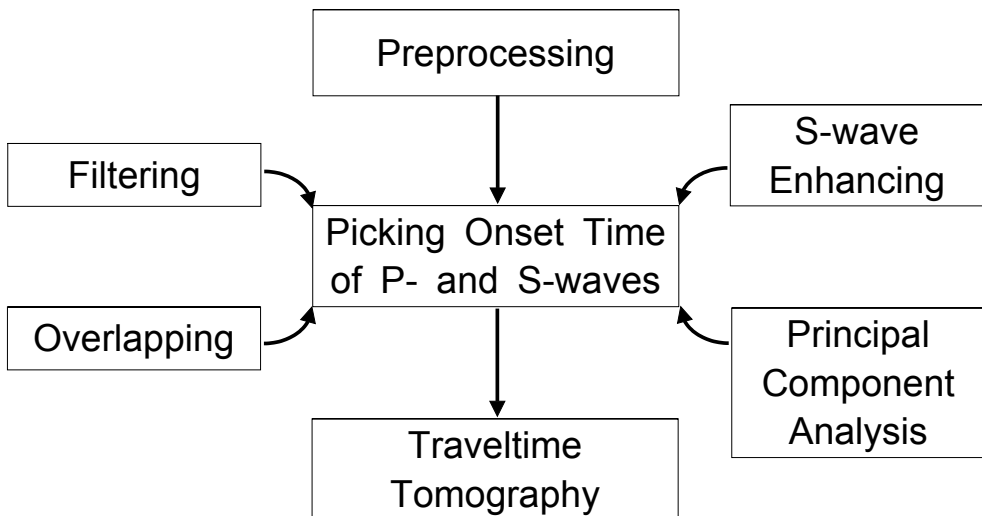 Preprocessing
Filtering
S-wave
Enhancing
Picking Onset Time
of P- and S-waves
Overlapping
Principal
Component
Analysis
Traveltime
Tomography